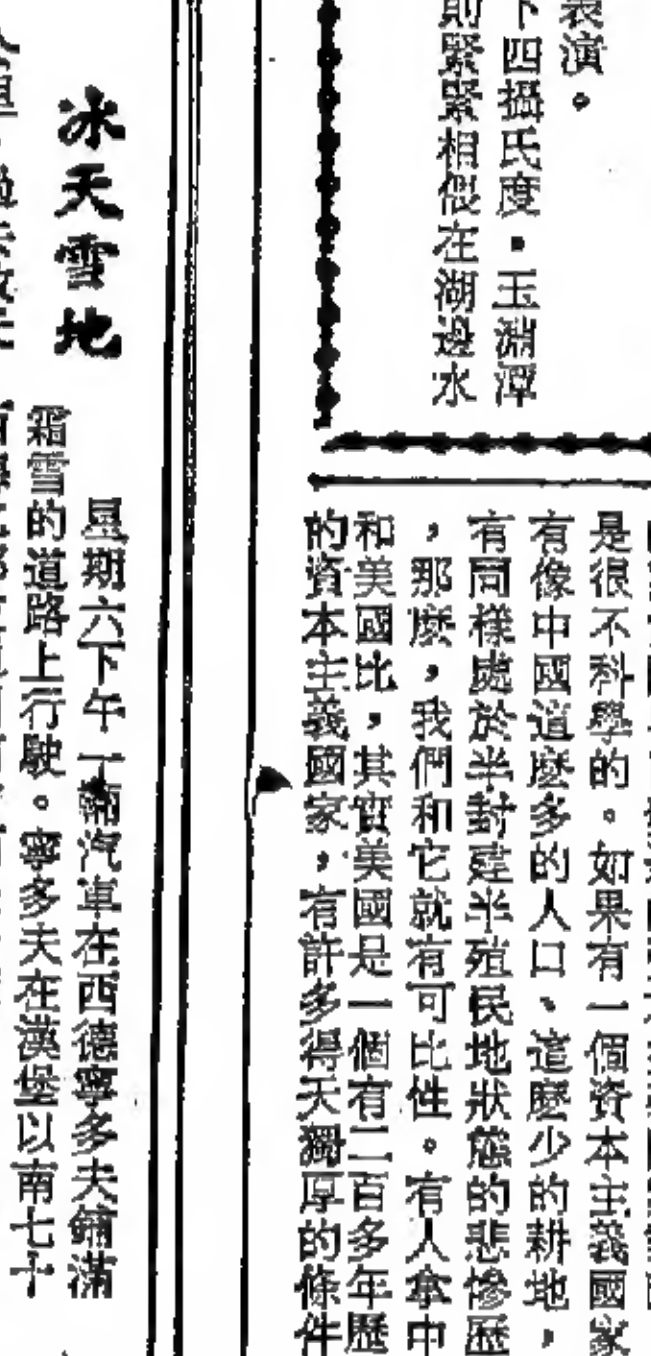 表演。
下四攝氏度。玉淵潭
則緊緊相偎在湖邊水
是很不科學的。如果有一個資本主義國家
有像中國這麼多的人口、這麼少的耕地，
有同樣處於半封建半殖民地狀態的悲慘歷
，那麼，我們和它就有可比性。有人拿中
和美國比，其實美國是一個有二百多年歷
的資本主義國家，有許多得天獨厚的條件
冰天雪地
星期六下午一輛汽車在西德寧多夫鋪滿
霜雪的道路上行駛。寧多夫在漢堡以南七十